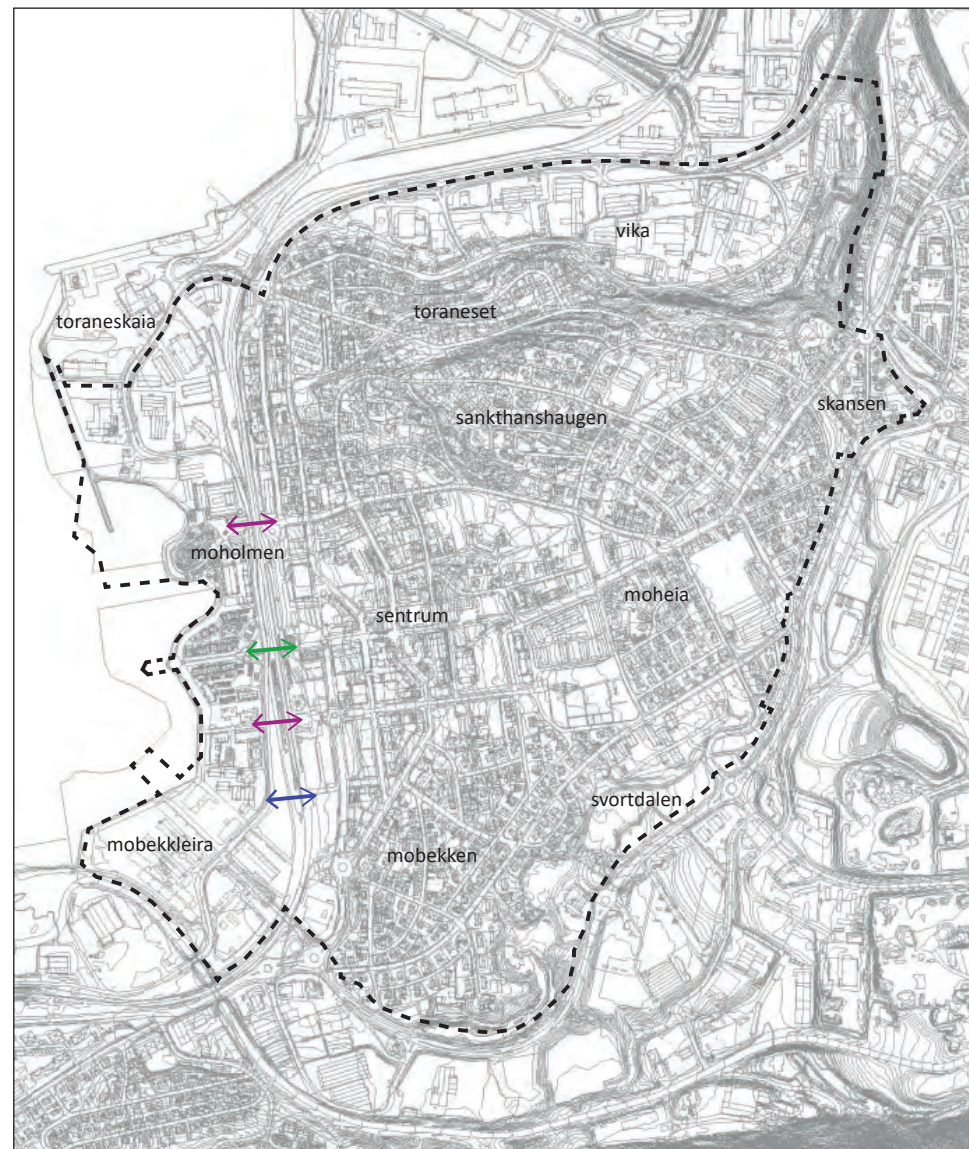 vika
toraneset
toraneskaia
skansen
sankthanshaugen
moholmen
moheia
sentrum
svortdalen
mobekkleira
mobekken